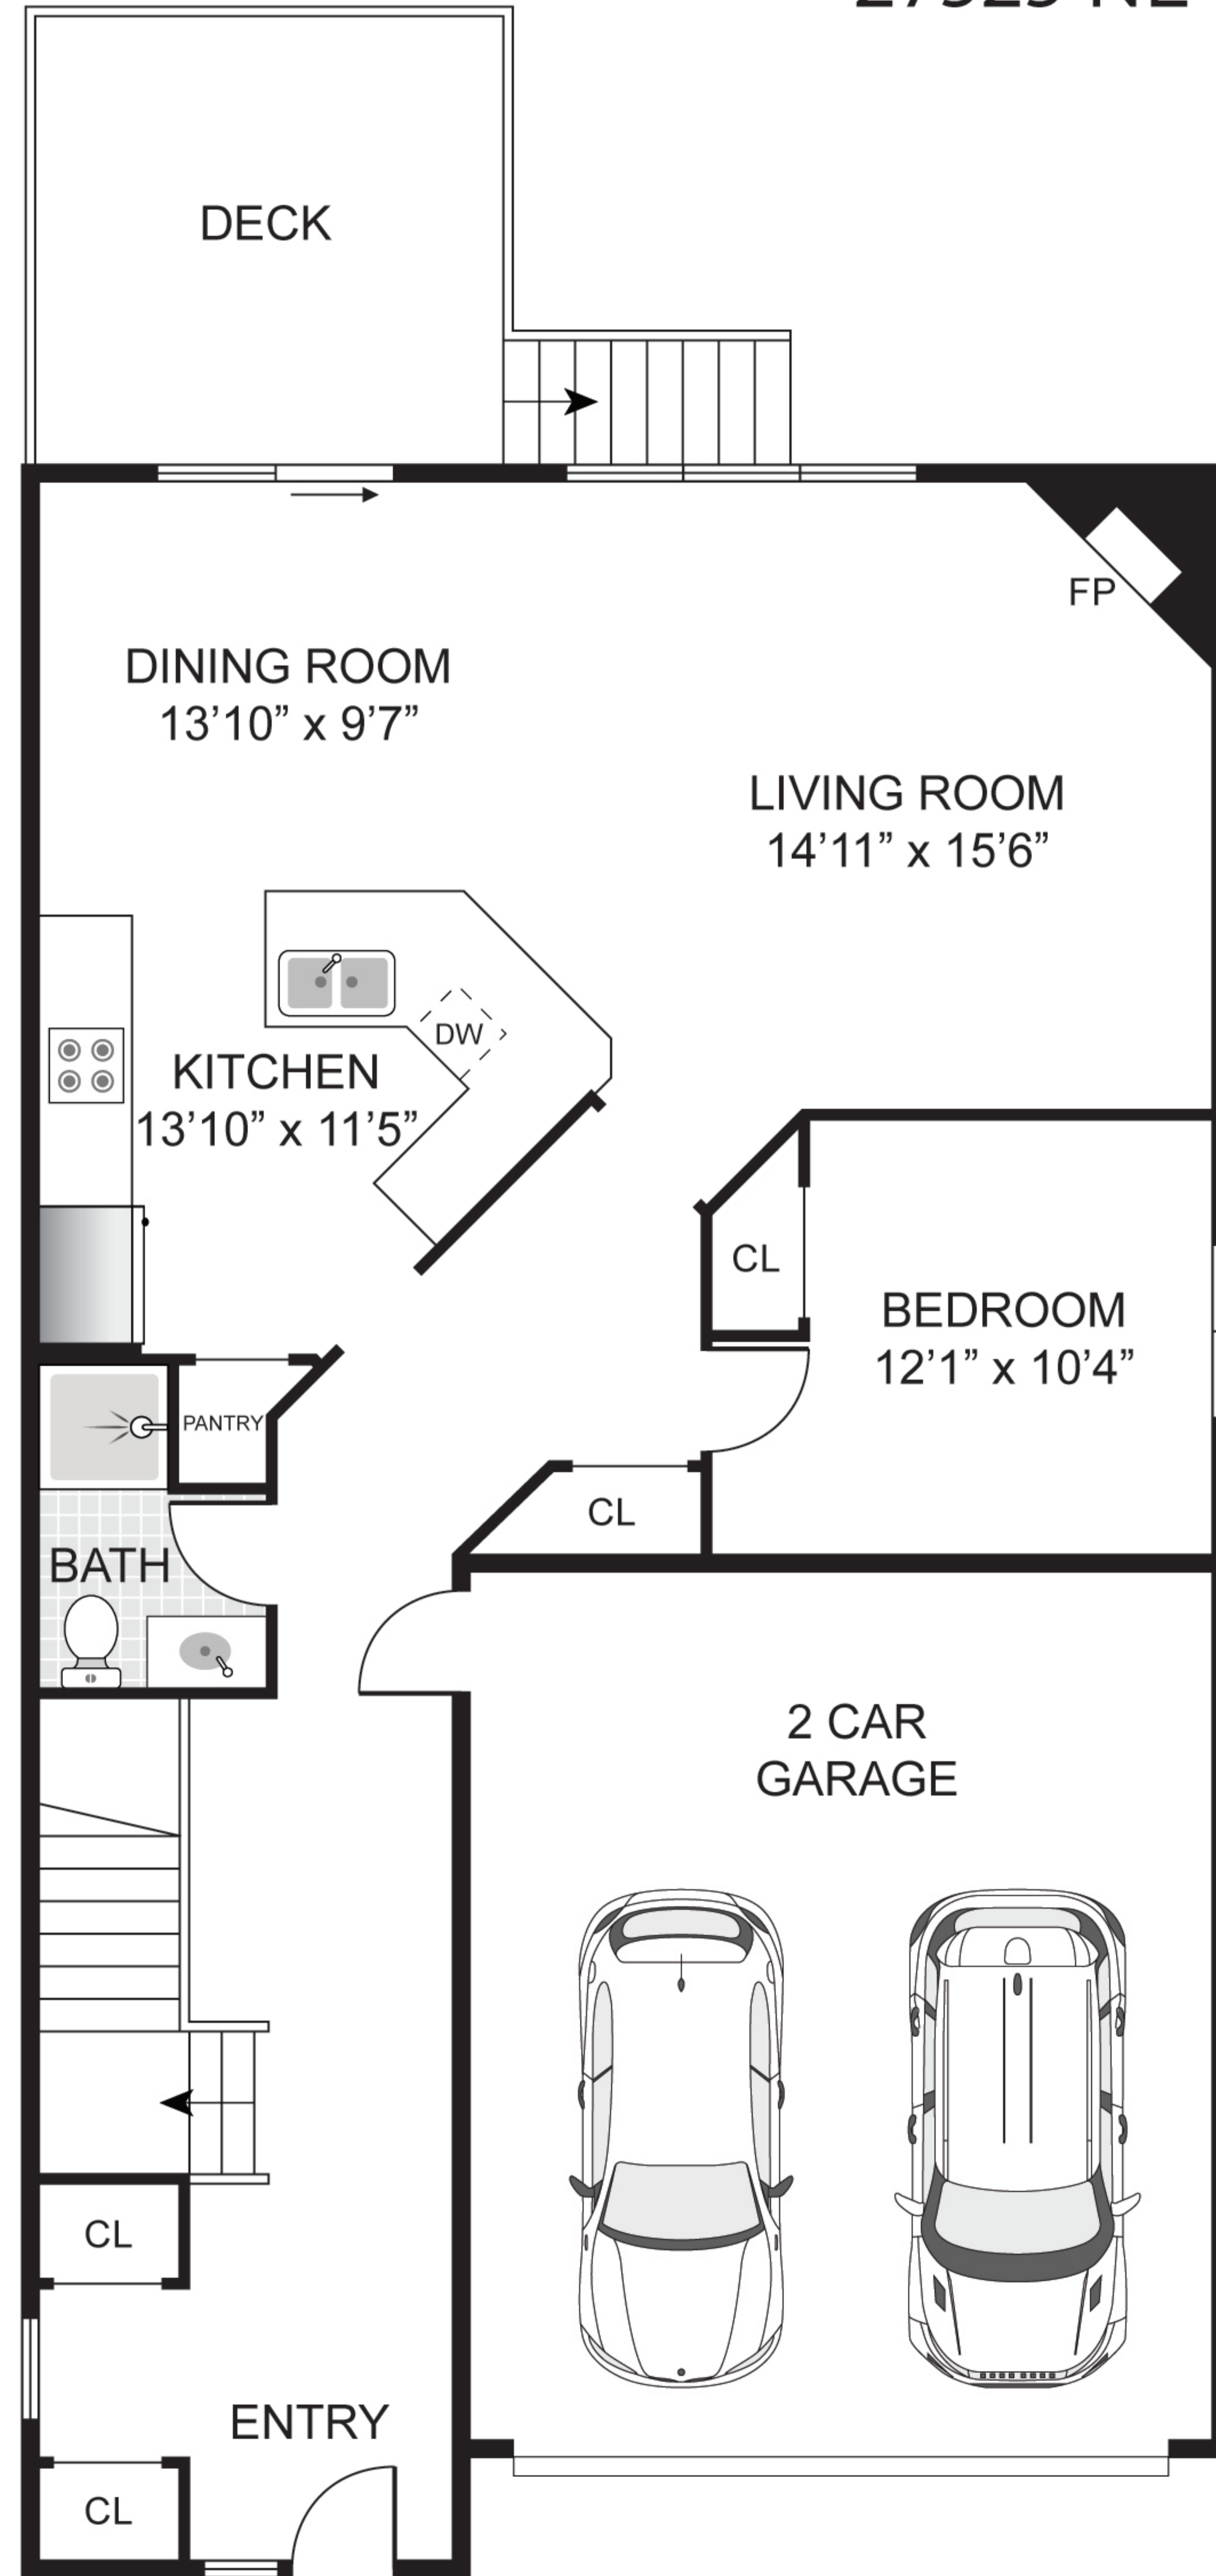 DECK
FP
DINING ROOM
13’10” x 9’7”
LIVING ROOM
14’11” x 15’6”
DW
KITCHEN
13’10” x 11’5”
CL
BEDROOM
12’1” x 10’4”
PANTRY
CL
BATH
2 CAR
GARAGE
CL
ENTRY
CL